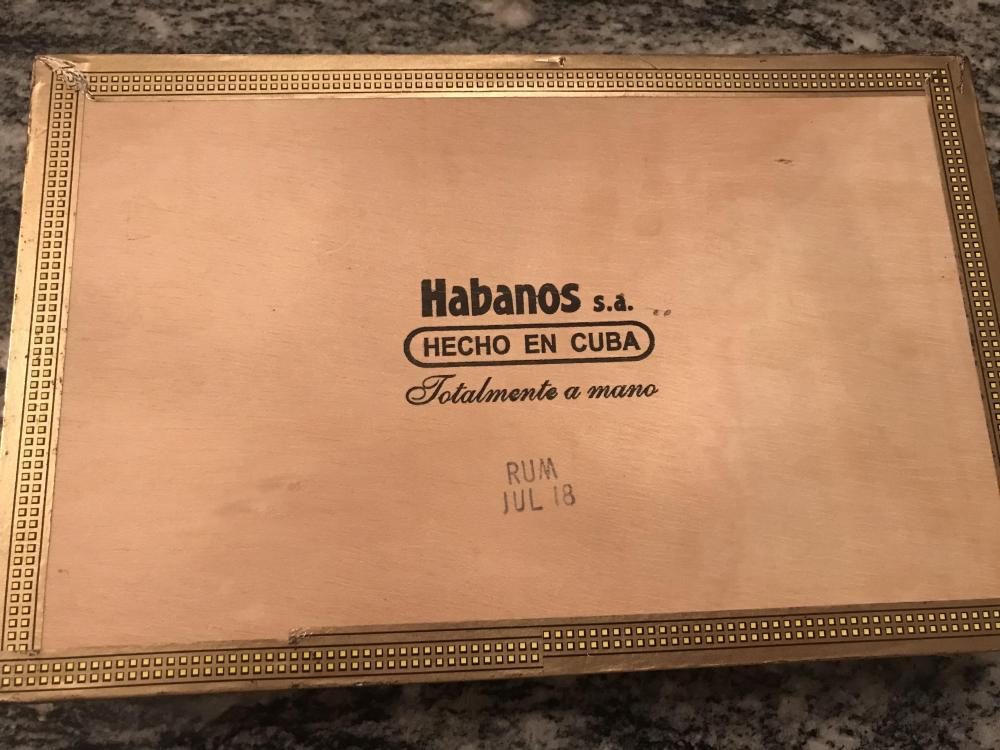 Habanos s.a.
HECHO EN CUBA
Totalmente a mano
RUM
JUL 18